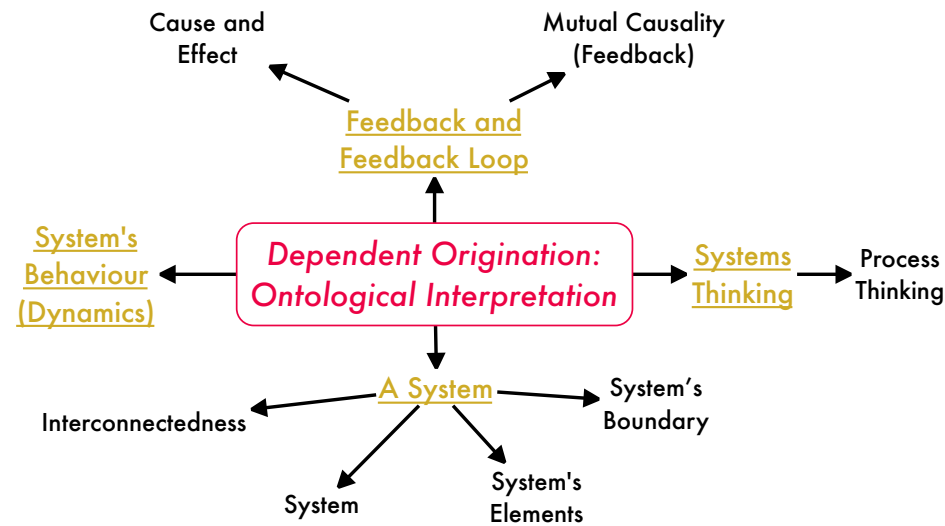 Cause and
Effect
Mutual Causality
(Feedback)
Feedback and
Feedback Loop
System's
Behaviour
(Dynamics)
Dependent Origination:
Ontological Interpretation
Systems
Thinking
Process
Thinking
A System
Interconnectedness
System’s
Boundary
System
System's
Elements